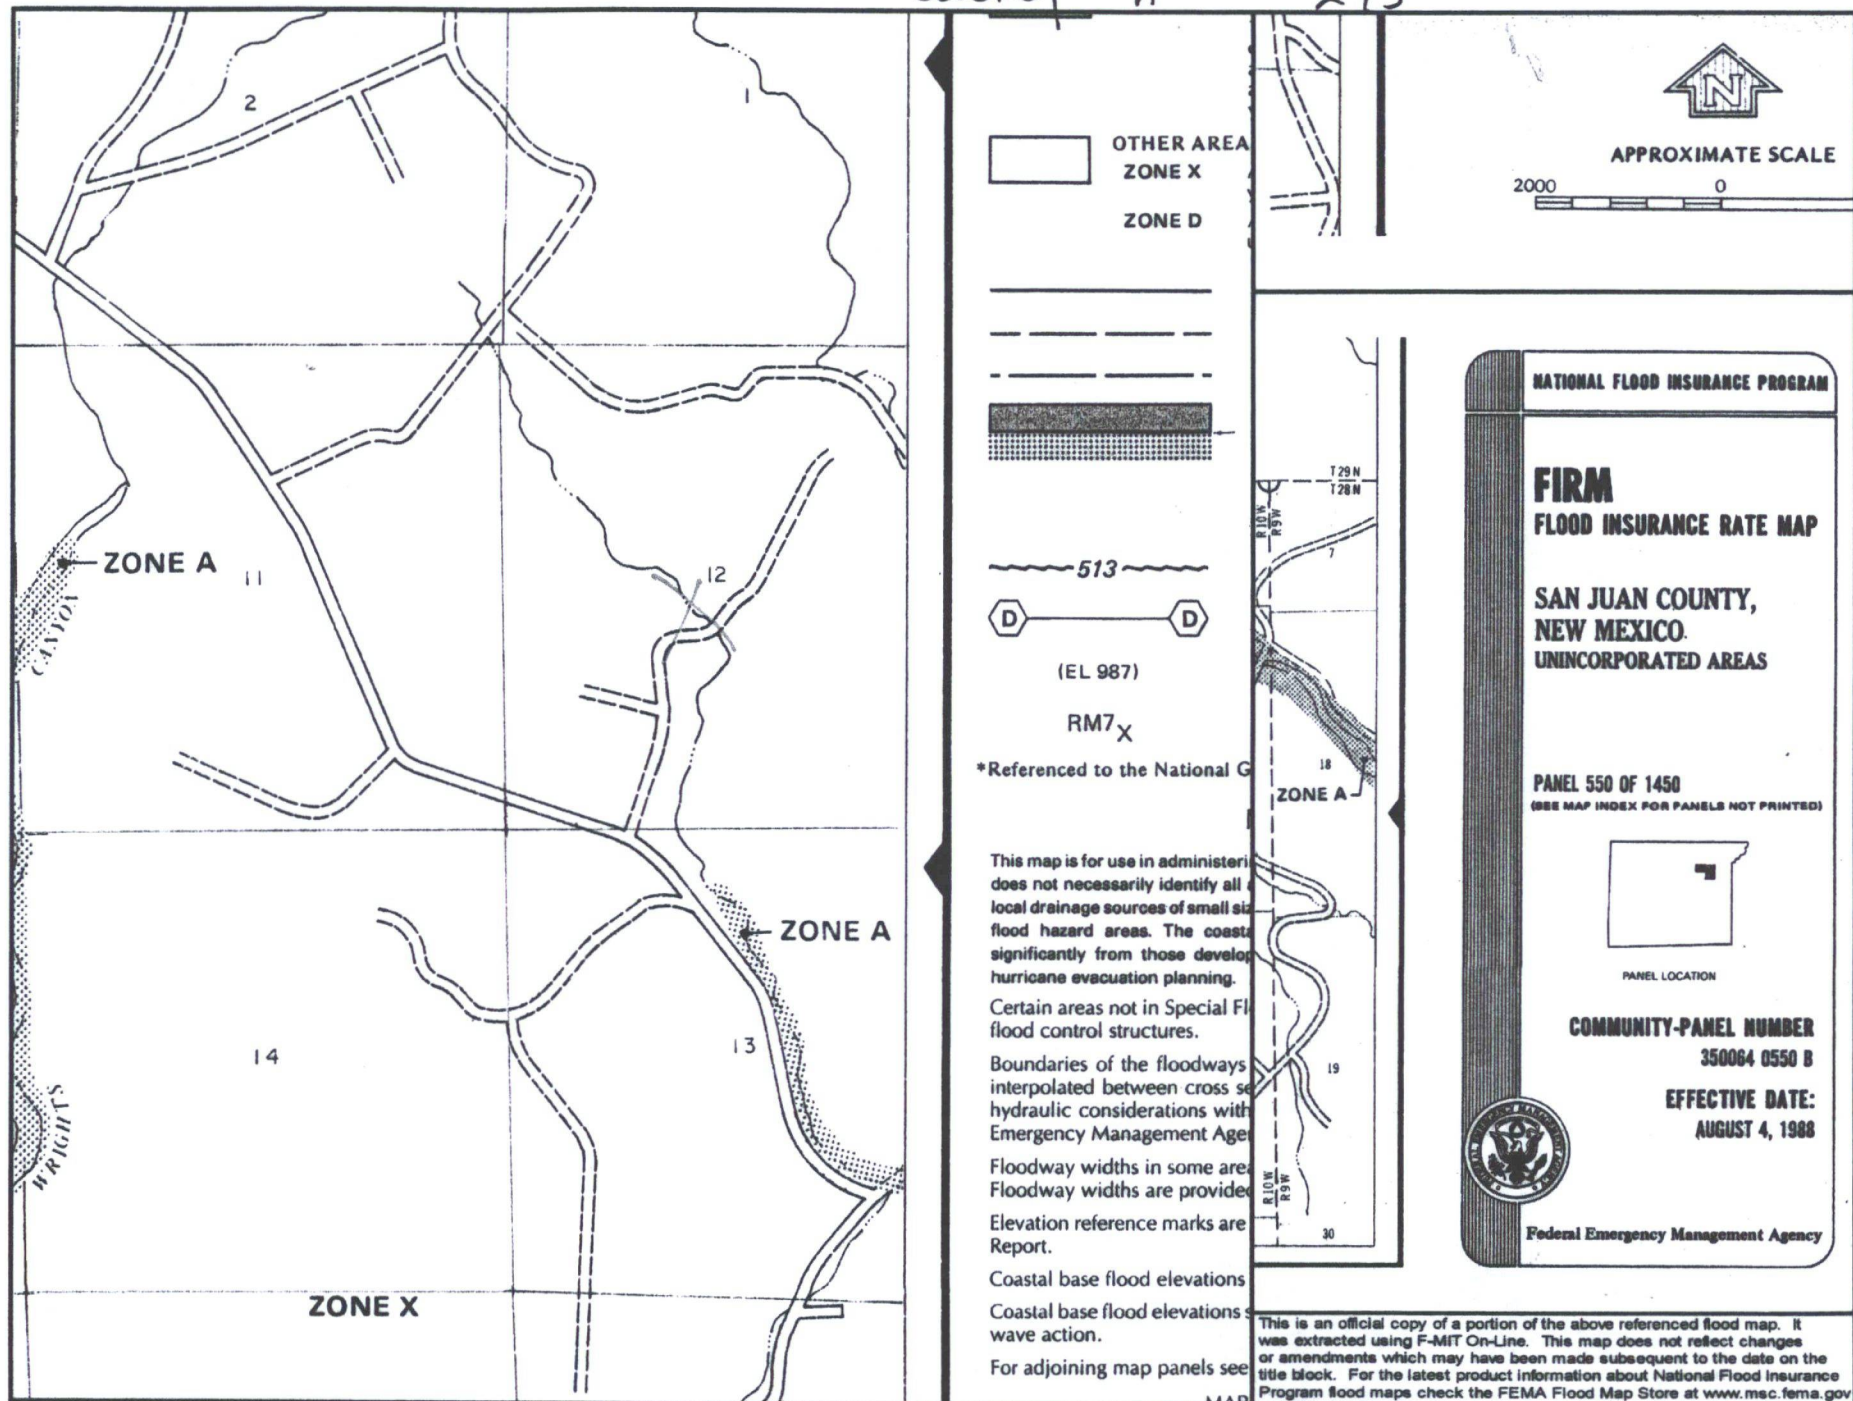 2
1
ZONE A
11
12
CANYON
ZONE A
14
13
WRIGHTS
ZONE X
OTHER AREA
ZONE X
ZONE D
513
D
D
(EL 987)
RM7
X
*Referenced to the National G
This map is for use in administeri
does not necessarily identify all
local drainage sources of small siz
flood hazard areas. The coasta
significantly from those develop
hurricane evacuation planning.
Certain areas not in Special Fl
flood control structures.
Boundaries of the floodways
interpolated between cross se
hydraulic considerations with
Emergency Management Agen
Floodway widths in some area
Floodway widths are provided
Elevation reference marks are
Report.
Coastal base flood elevations
Coastal base flood elevations s
wave action.
For adjoining map panels see
MAP
T29N
T28N
R10W
R9W
7
18
ZONE A
19
R10W
R9W
30
N
APPROXIMATE SCALE
2000 0
NATIONAL FLOOD INSURANCE PROGRAM
FIRM
FLOOD INSURANCE RATE MAP
SAN JUAN COUNTY,
NEW MEXICO
UNINCORPORATED AREAS
PANEL 550 OF 1450
(SEE MAP INDEX FOR PANELS NOT PRINTED)
PANEL LOCATION
COMMUNITY-PANEL NUMBER
350064 0550 B
EFFECTIVE DATE:
AUGUST 4, 1988
Federal Emergency Management Agency
This is an official copy of a portion of the above referenced flood map. It
was extracted using F-MIT On-Line. This map does not reflect changes
or amendments which may have been made subsequent to the date on the
title block. For the latest product information about National Flood Insurance
Program flood maps check the FEMA Flood Map Store at www.msc.fema.gov